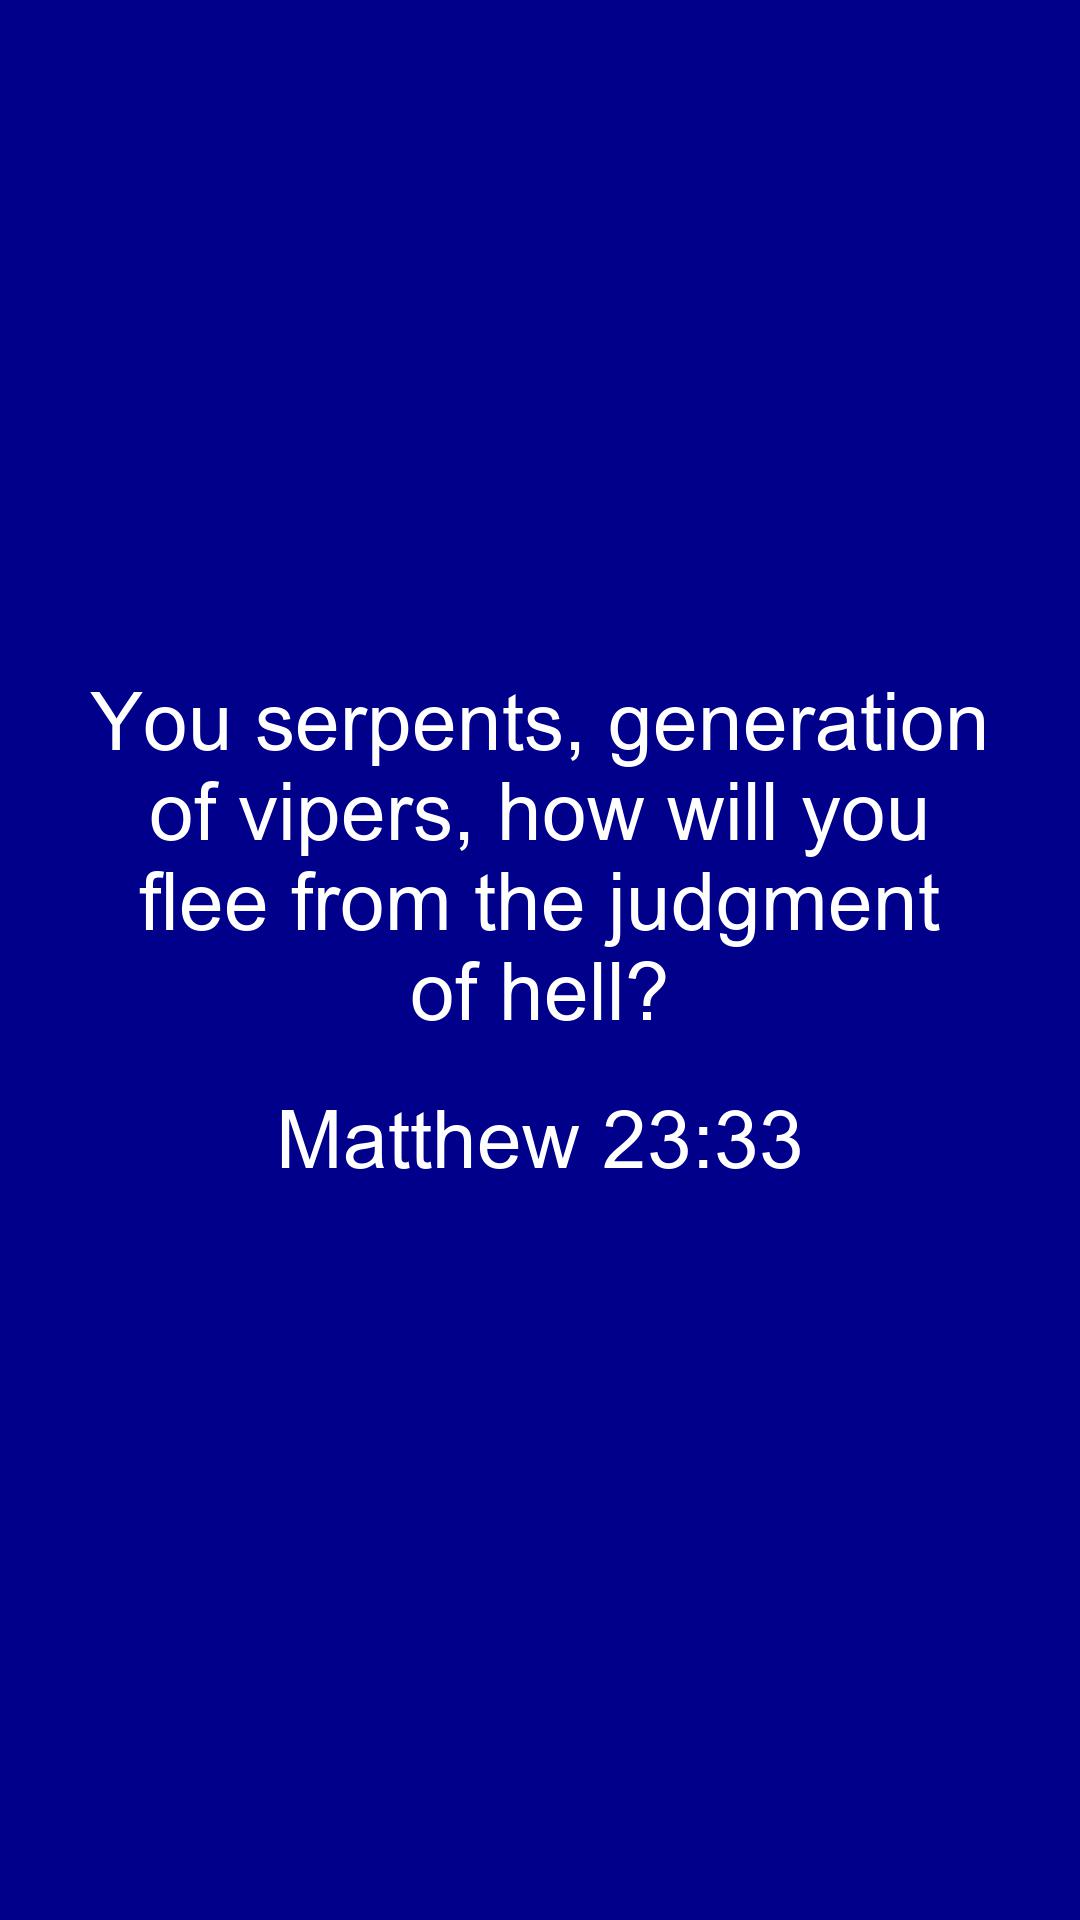 You serpents, generation
of vipers, how will you
flee from the judgment
of hell?
Matthew 23:33